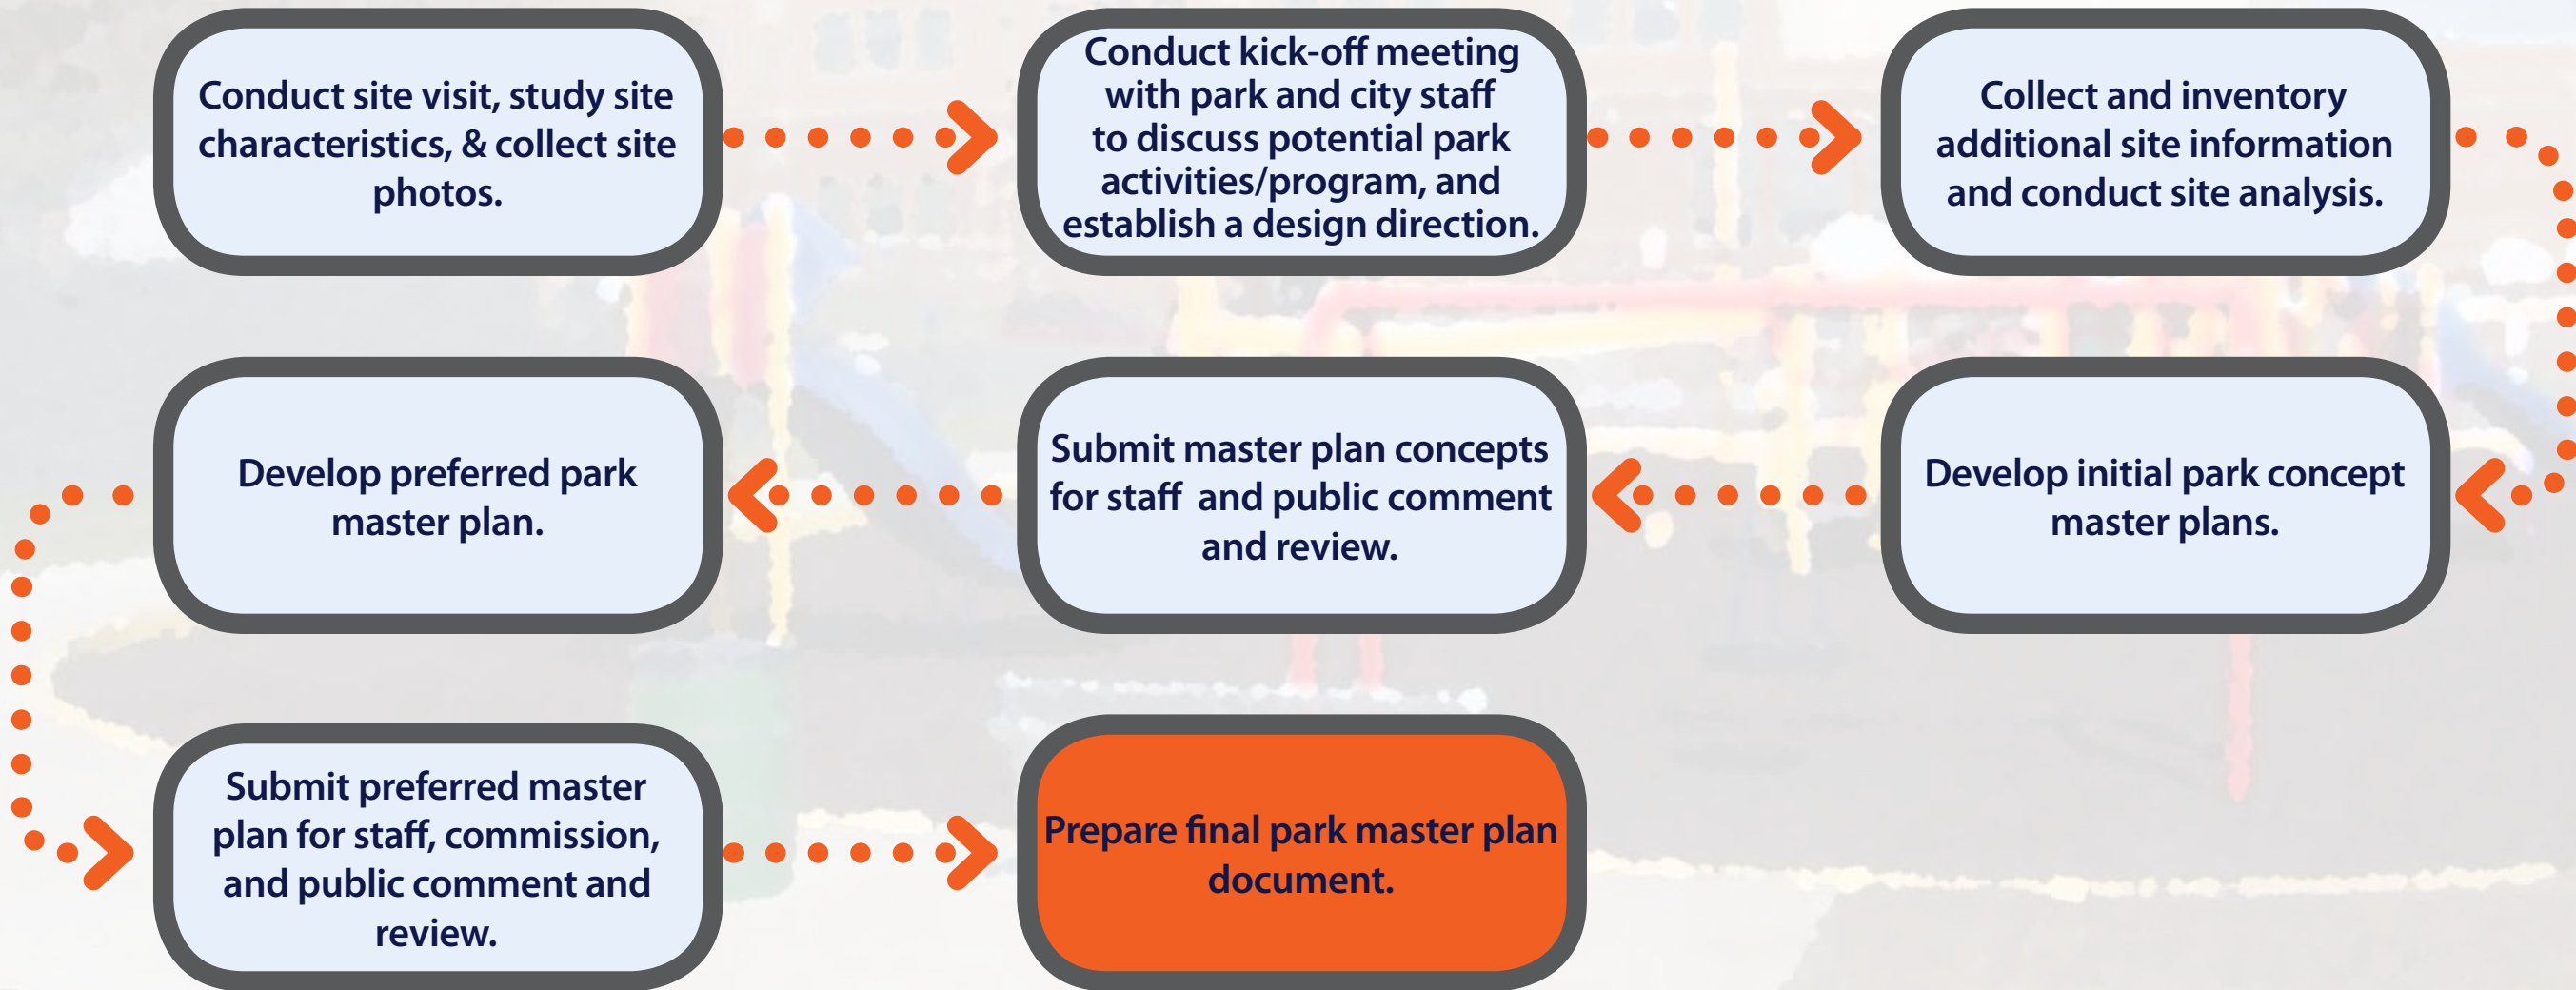 Conduct site visit, study site
characteristics, & collect site
photos.
Conduct kick-off meeting
with park and city staff
to discuss potential park
activities/program, and
establish a design direction.
Collect and inventory
additional site information
and conduct site analysis.
Develop initial park concept
master plans.
Submit master plan concepts
for staff  and public comment
and review.
Develop preferred park
master plan.
Submit preferred master
plan for staff, commission,
and public comment and
review.
Prepare final park master plan
document.